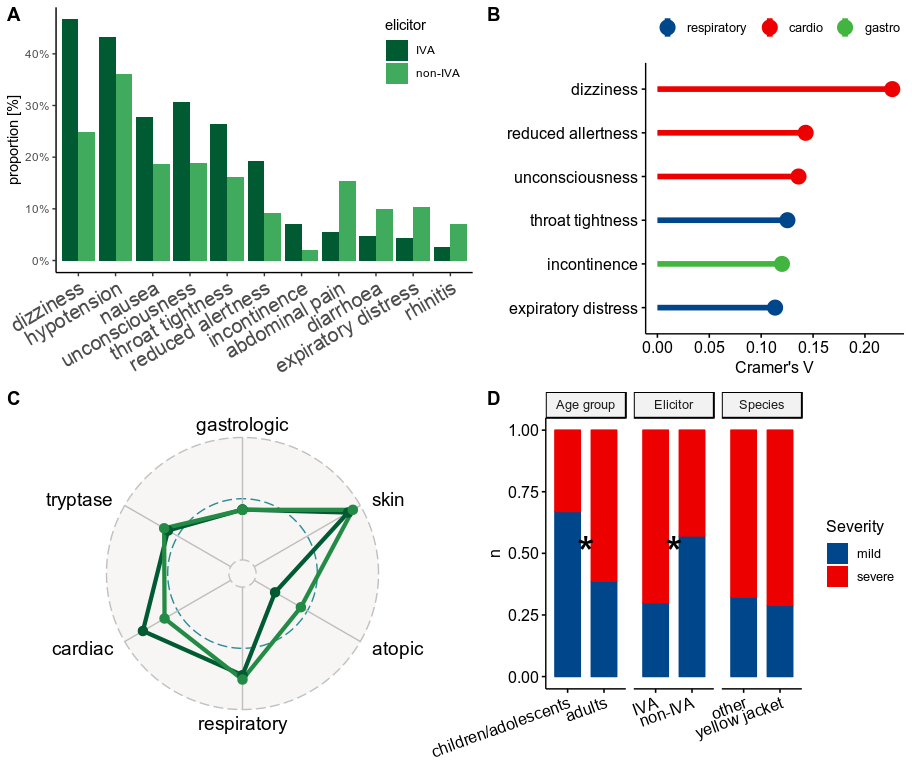 A
elicitor
IVA
non-IVA
proportion [%]
40%
30%
20%
10%
0%
dizziness
hypotension
nausea
unconsciousness
throat tightness
reduced alertness
incontinence
abdominal pain
diarrhoea
expiratory distress
rhinitis
B
respiratory cardio gastro
dizziness
reduced allertness
unconsciousness
throat tightness
incontinence
expiratory distress
0.00 0.05 0.10 0.15 0.20
Cramer's V
C
gastrologic
skin
atopic
respiratory
cardiac
tryptase
D
Age group Elicitor Species
n
1.00
0.75
0.50
0.25
0.00
*
*
children/adolescents
adults
IVA
non-IVA
other
yellow jacket
Severity
mild
severe